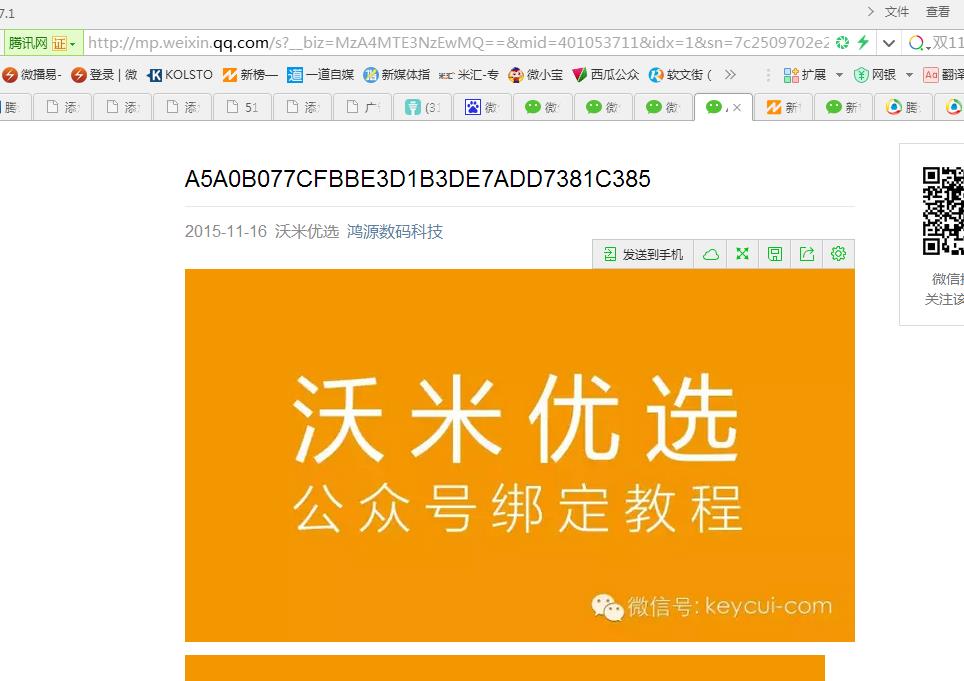 7.1 文件 查看
腾讯网 证 http://mp.weixin.qq.com/s?__biz=MzA4MTE3NzEwMQ==&mid=401053711&idx=1&sn=7c2509702e2 双11
微播易- 登录 | 微 KOLSTO 新榜— 一道自媒 新媒体指 米汇-专 微小宝 西瓜公众 软文街 ( 扩展 网银 翻译
腾 添 添 添 51 添 广 (31 微 微 微 微 新 新 腾
A5A0B077CFBBE3D1B3DE7ADD7381C385
2015-11-16 沃米优选 鸿源数码科技
发送到手机
沃米优选
公众号绑定教程
微信号: keycui-com
微信扫
关注该